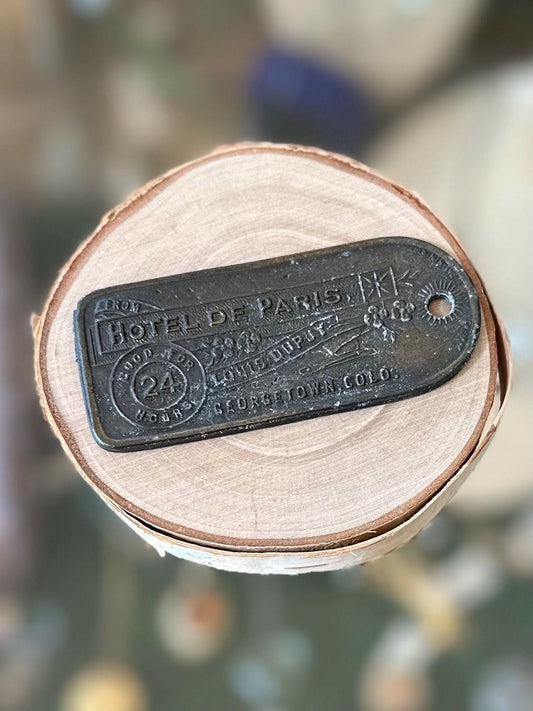 FROM
HOTEL DE PARIS.
LOUIS DUPUY
GEORGETOWN, COLO.
GOOD FOR
24
HOURS